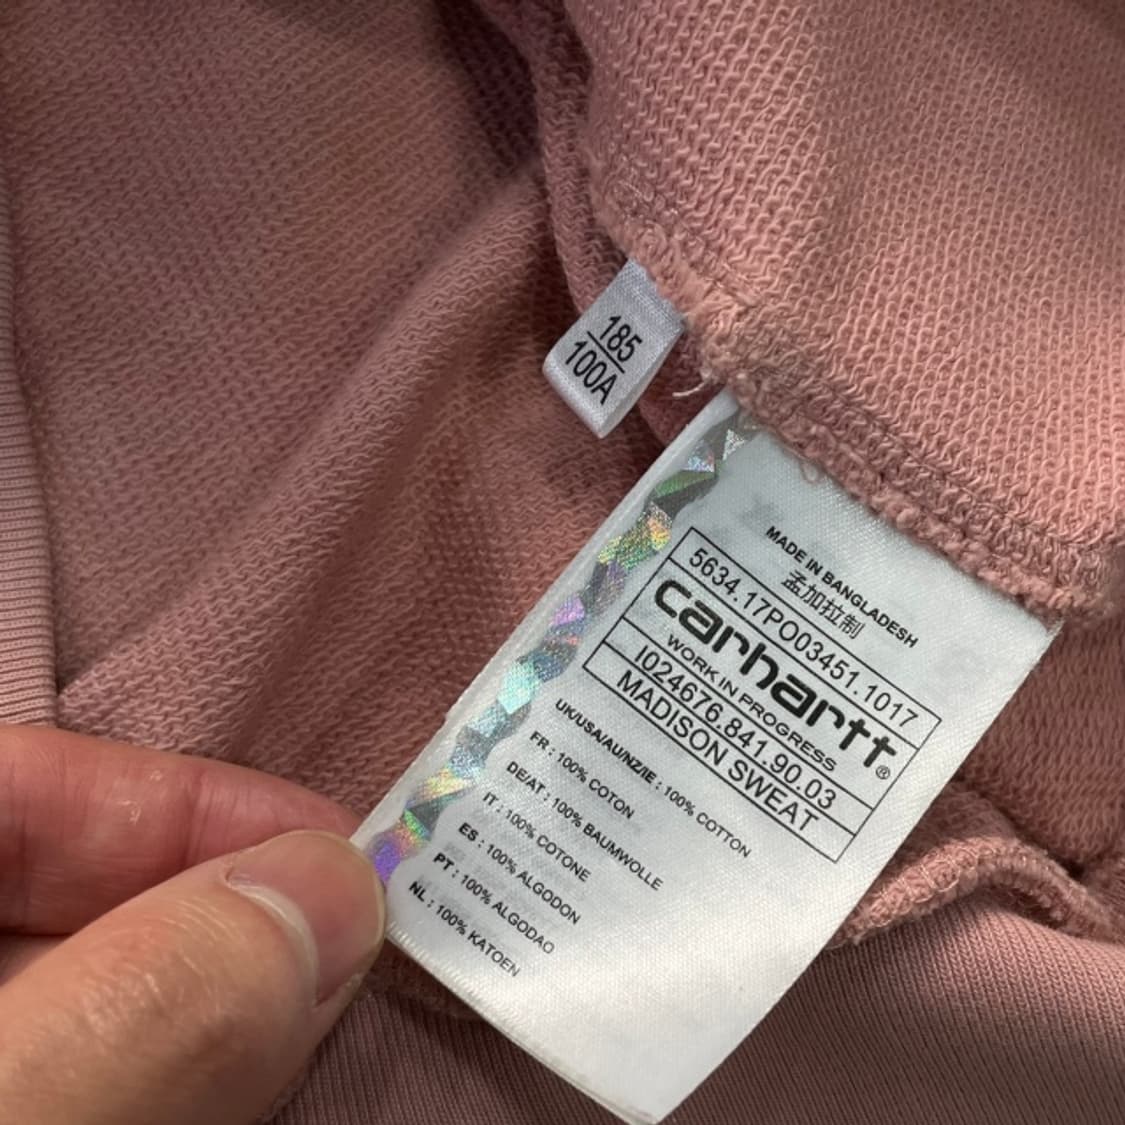 185
100A
MADE IN BANGLADESH
孟加拉制
5634.17PO03451.1017
carhartt®
WORK IN PROGRESS
I024676.841.90.03
MADISON SWEAT
UK/USA/AU/NZ/IE : 100% COTTON
FR : 100% COTON
DE/AT : 100% BAUMWOLLE
IT : 100% COTONE
ES : 100% ALGODON
PT : 100% ALGODAO
NL : 100% KATOEN